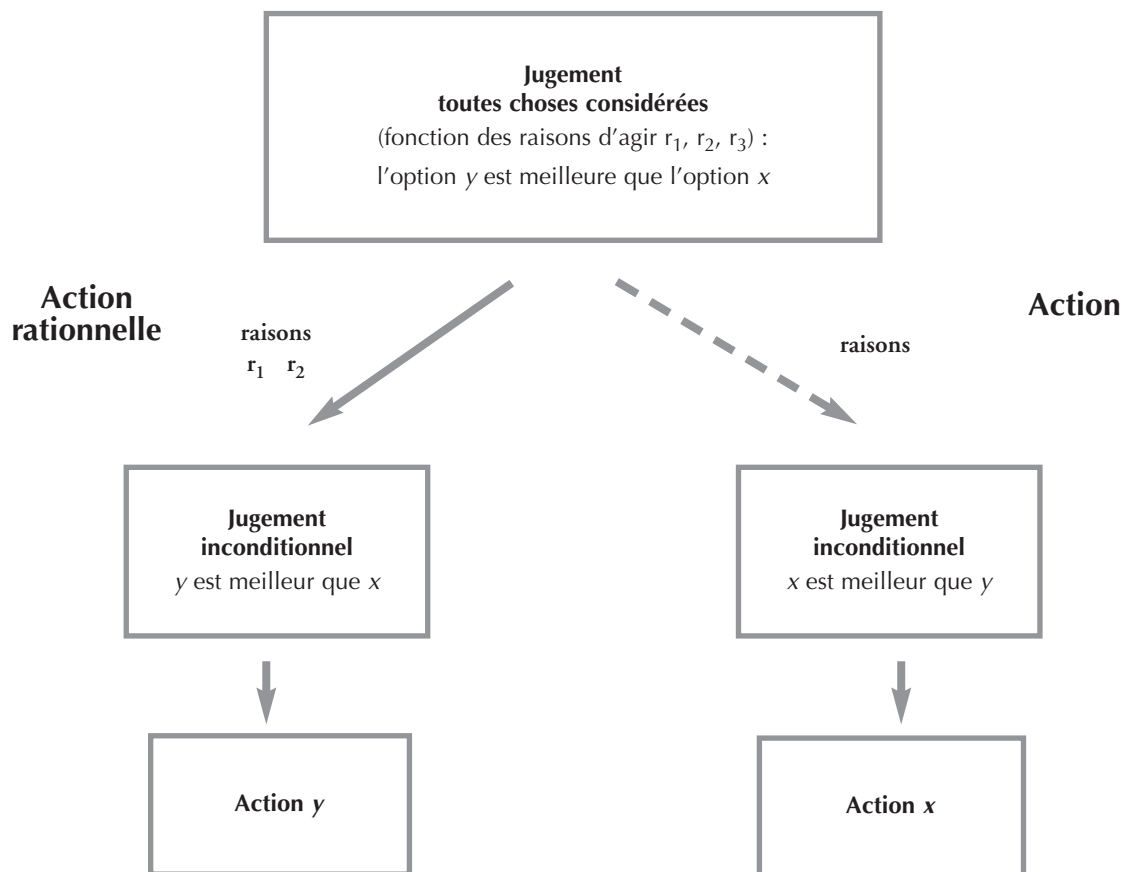 Jugement
toutes choses considérées
(fonction des raisons d'agir r₁, r₂, r₃) :
l'option y est meilleure que l'option x
Action
rationnelle
raisons
r₁ r₂
Action
raisons
Jugement
inconditionnel
y est meilleur que x
Jugement
inconditionnel
x est meilleur que y
Action y
Action x